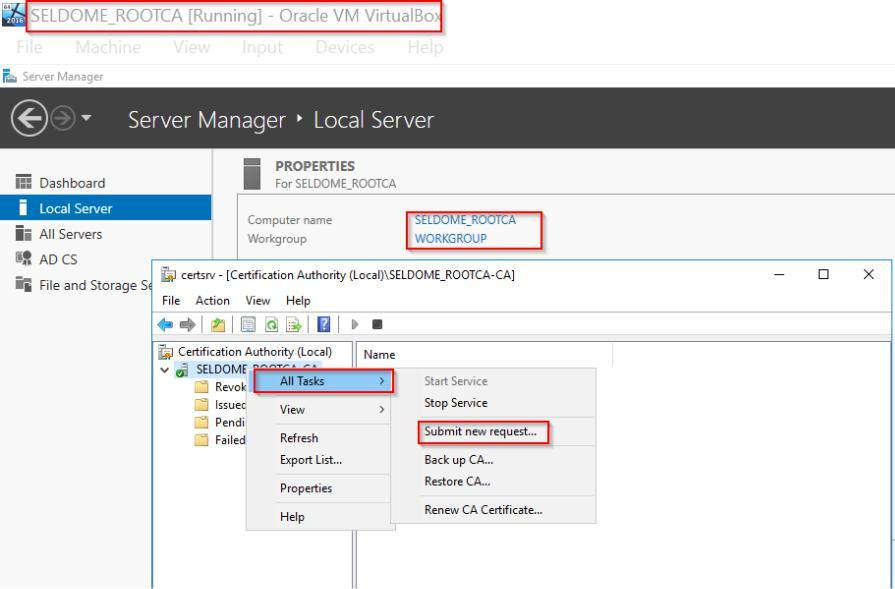 SELDOME_ROOTCA [Running] - Oracle VM VirtualBox
File Machine View Input Devices Help
Server Manager
Server Manager • Local Server
Dashboard
Local Server
All Servers
AD CS
File and Storage Se
PROPERTIES
For SELDOME_ROOTCA
Computer name SELDOME_ROOTCA
Workgroup WORKGROUP
certsrv - [Certification Authority (Local)\SELDOME_ROOTCA-CA]
File Action View Help
Certification Authority (Local)
SELDOME_ROOTCA-CA
Revok
Issued
Pendi
Failed
Name
All Tasks
View
Refresh
Export List...
Properties
Help
Start Service
Stop Service
Submit new request...
Back up CA...
Restore CA...
Renew CA Certificate...